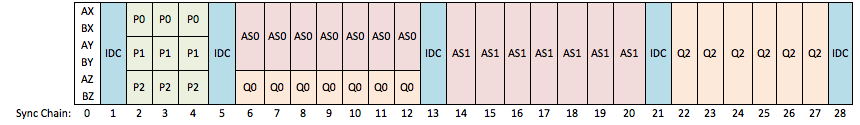 AX
BX
AY
BY
AZ
BZ
IDC
P0 P0 P0
P1 P1 P1
P2 P2 P2
IDC
AS0 AS0 AS0 AS0 AS0 AS0 AS0
Q0 Q0 Q0 Q0 Q0 Q0 Q0
IDC
AS1 AS1 AS1 AS1 AS1 AS1 AS1
IDC
Q2 Q2 Q2 Q2 Q2 Q2
IDC
Sync Chain: 0 1 2 3 4 5 6 7 8 9 10 11 12 13 14 15 16 17 18 19 20 21 22 23 24 25 26 27 28